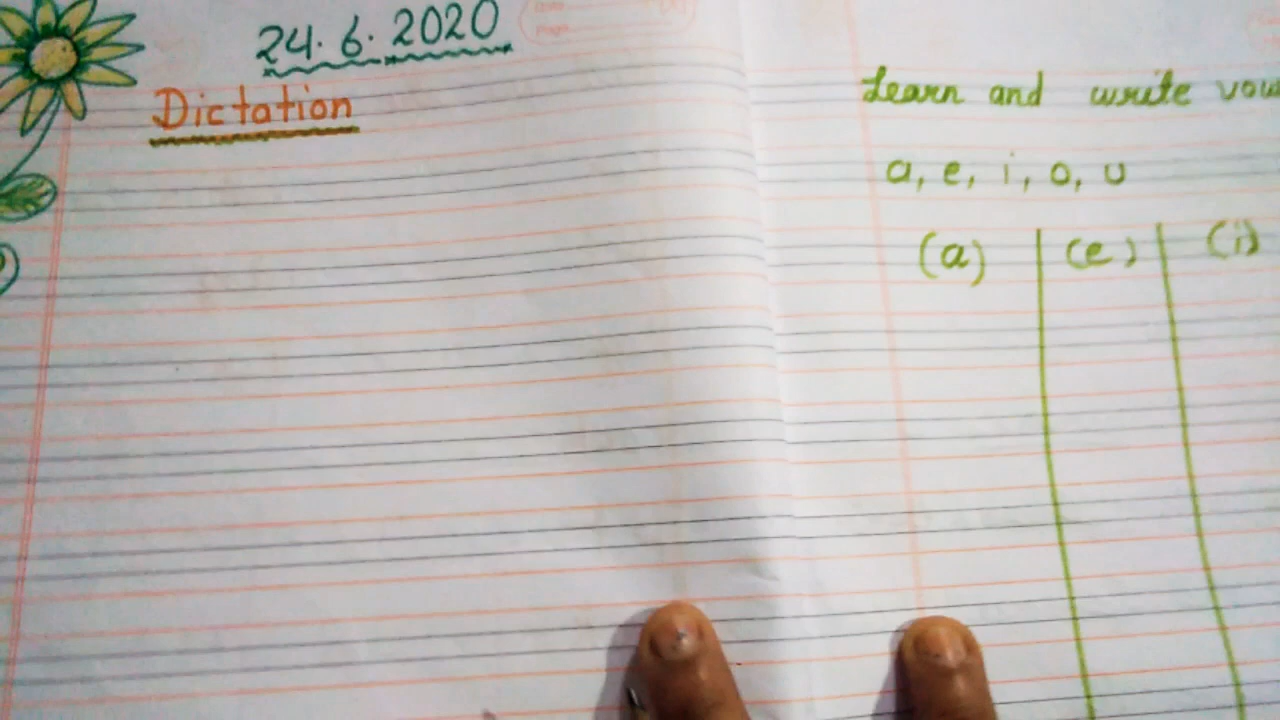 24.6.2020
Dictation
Learn and write
a, e, i, o, u
(a) (e) (i)